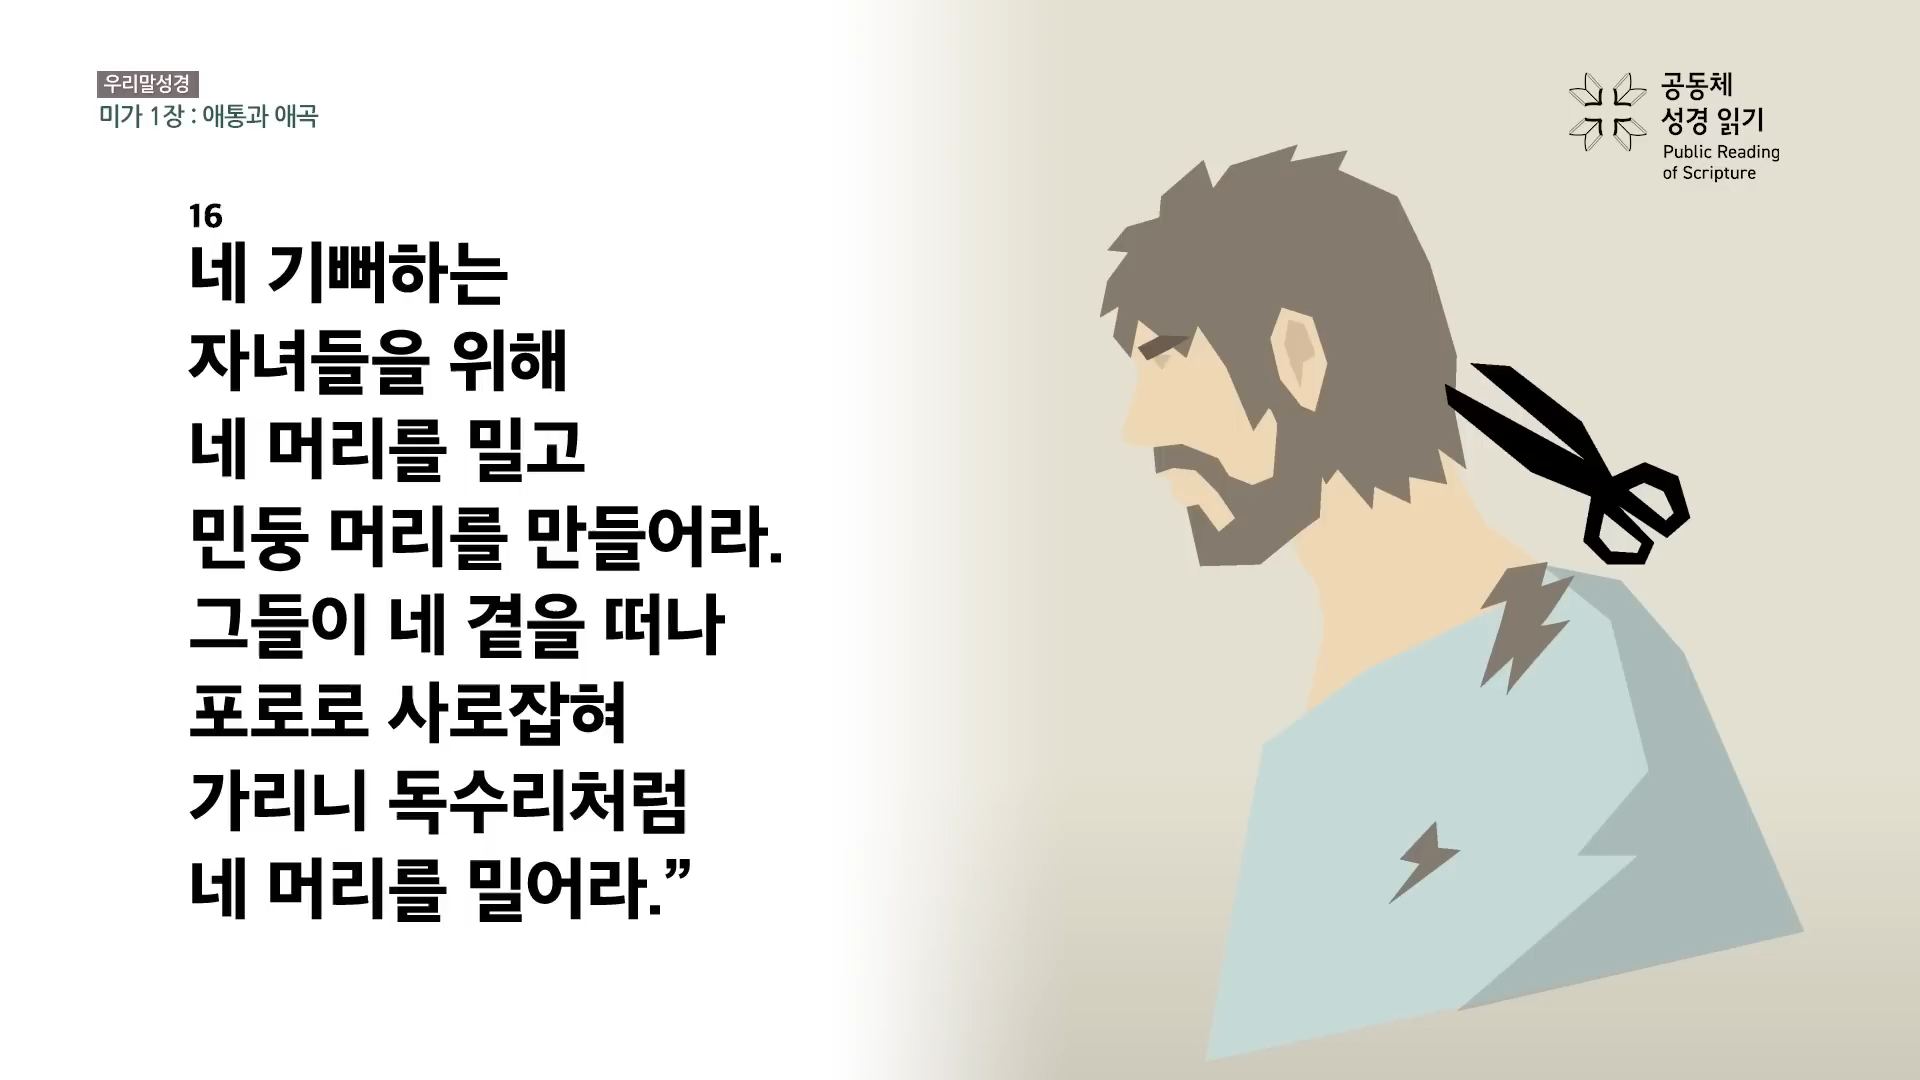 우리말성경
미가 1장 : 애통과 애곡
공동체
성경 읽기
Public Reading
of Scripture
16
네 기뻐하는
자녀들을 위해
네 머리를 밀고
민둥 머리를 만들어라.
그들이 네 곁을 떠나
포로로 사로잡혀
가리니 독수리처럼
네 머리를 밀어라.”